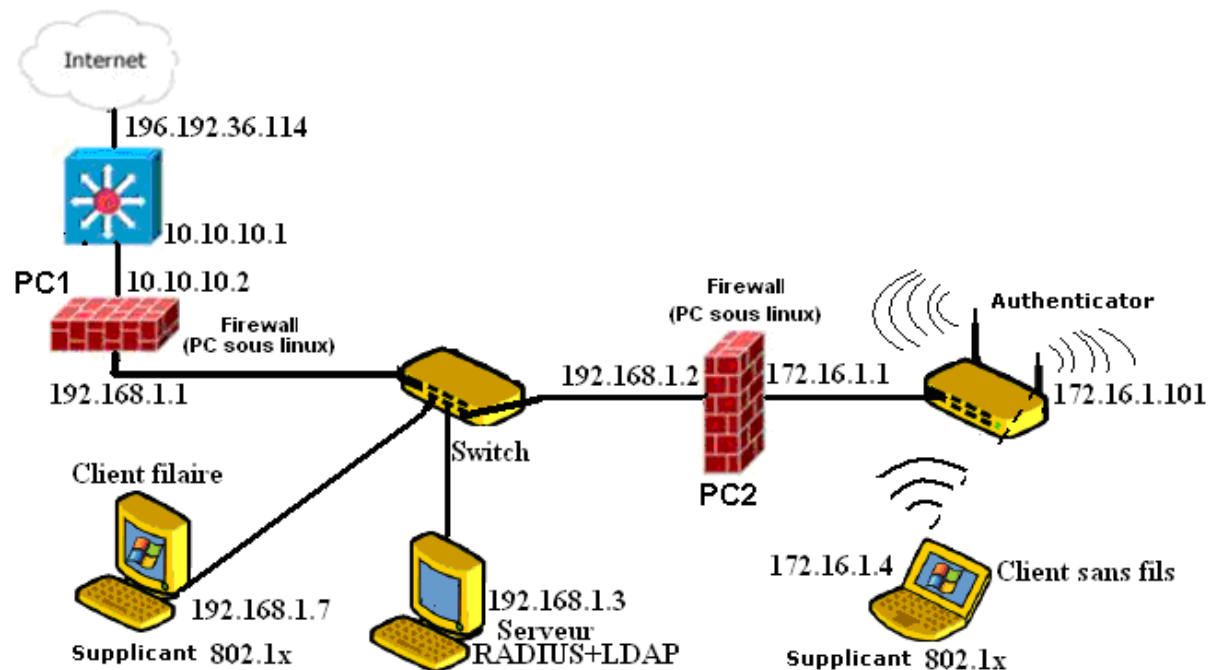 Internet
196.192.36.114
10.10.10.1
PC1
10.10.10.2
Firewall
(PC sous linux)
192.168.1.1
Switch
Client filaire
192.168.1.7
Supplicant 802.1x
192.168.1.3
Serveur
RADIUS+LDAP
Firewall
(PC sous linux)
192.168.1.2
172.16.1.1
PC2
Authenticator
172.16.1.101
172.16.1.4
Client sans fils
Supplicant 802.1x